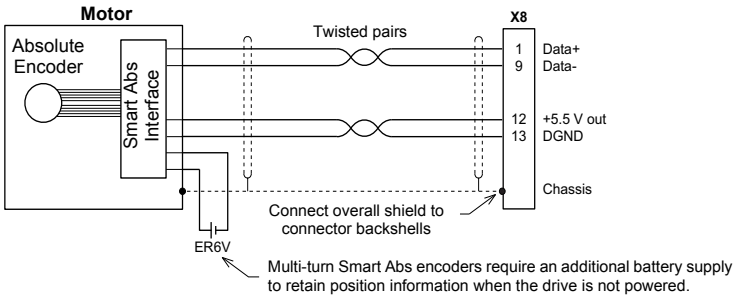 Motor
X8
Absolute
Encoder
Smart Abs
Interface
Twisted pairs
1 Data+
9 Data-
12 +5.5 V out
13 DGND
Chassis
Connect overall shield to
connector backshells
ER6V
Multi-turn Smart Abs encoders require an additional battery supply
to retain position information when the drive is not powered.